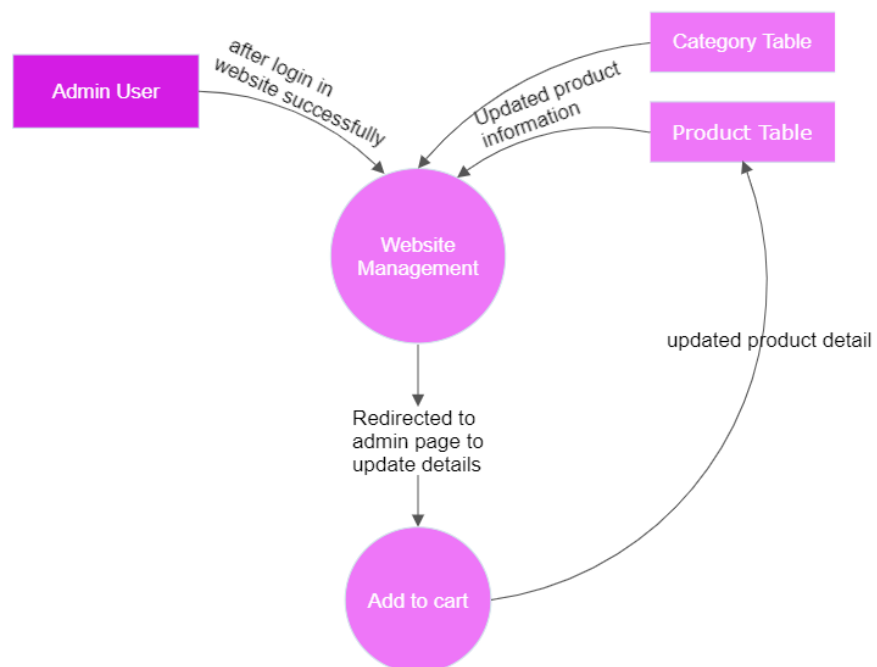 Admin User
after login in
website successfully
Category Table
Updated product
information
Product Table
Website
Management
updated product detail
Redirected to
admin page to
update details
Add to cart